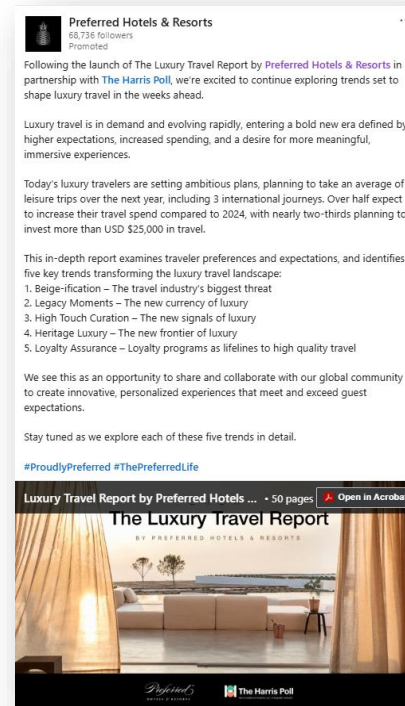 Preferred Hotels & Resorts
68,736 followers
Promoted
Following the launch of The Luxury Travel Report by Preferred Hotels & Resorts in
partnership with The Harris Poll, we're excited to continue exploring trends set to
shape luxury travel in the weeks ahead.
Luxury travel is in demand and evolving rapidly, entering a bold new era defined by
higher expectations, increased spending, and a desire for more meaningful,
immersive experiences.
Today's luxury travelers are setting ambitious plans, planning to take an average of
leisure trips over the next year, including 3 international journeys. Over half expect
to increase their travel spend compared to 2024, with nearly two-thirds planning to
invest more than USD $25,000 in travel.
This in-depth report examines traveler preferences and expectations, and identifies
five key trends transforming the luxury travel landscape:
1. Beige-ification – The travel industry's biggest threat
2. Legacy Moments – The new currency of luxury
3. High Touch Curation – The new signals of luxury
4. Heritage Luxury – The new frontier of luxury
5. Loyalty Assurance – Loyalty programs as lifelines to high quality travel
We see this as an opportunity to share and collaborate with our global community
to create innovative, personalized experiences that meet and exceed guest
expectations.
Stay tuned as we explore each of these five trends in detail.
#ProudlyPreferred #ThePreferredLife
Luxury Travel Report by Preferred Hotels ... • 50 pages Open in Acrobat
The Luxury Travel Report
BY PREFERRED HOTELS & RESORTS
Preferred
HOTELS & RESORTS
The Harris Poll